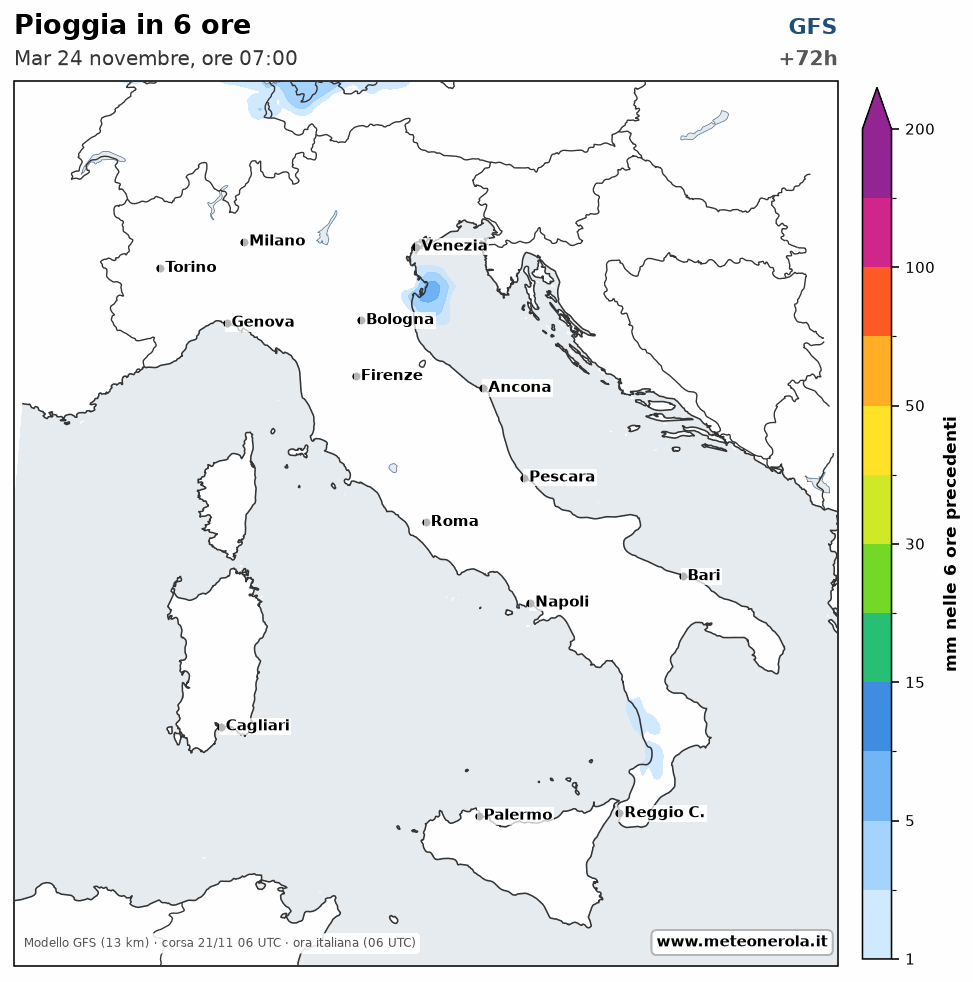 Pioggia in 6 ore
GFS
Mar 24 novembre, ore 07:00
+72h
200
100
50
30
15
5
1
mm nelle 6 ore precedenti
Milano
Venezia
Torino
Genova
Bologna
Firenze
Ancona
Pescara
Roma
Bari
Napoli
Cagliari
Palermo
Reggio C.
Modello GFS (13 km) · corsa 21/11 06 UTC · ora italiana (06 UTC)
www.meteonerola.it